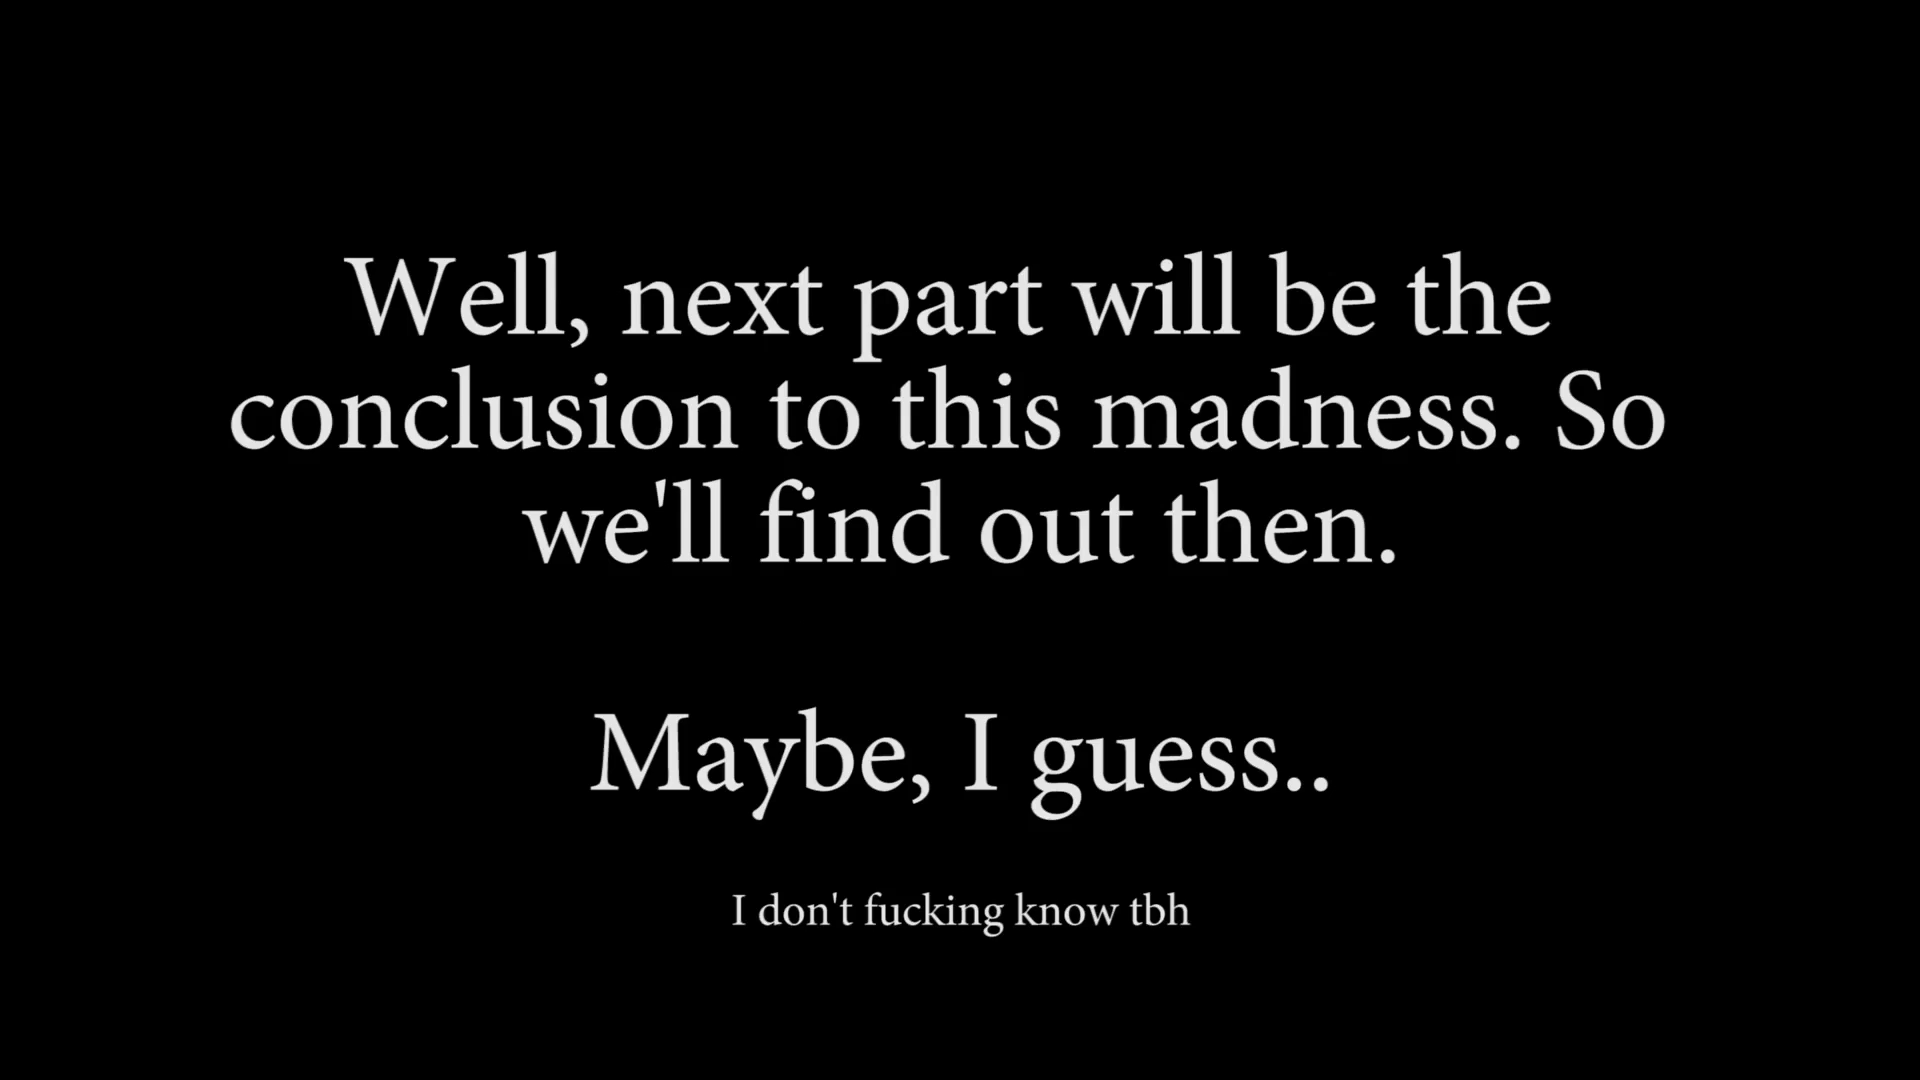 Well, next part will be the
conclusion to this madness. So
we'll find out then.
Maybe, I guess..
I don't fucking know tbh